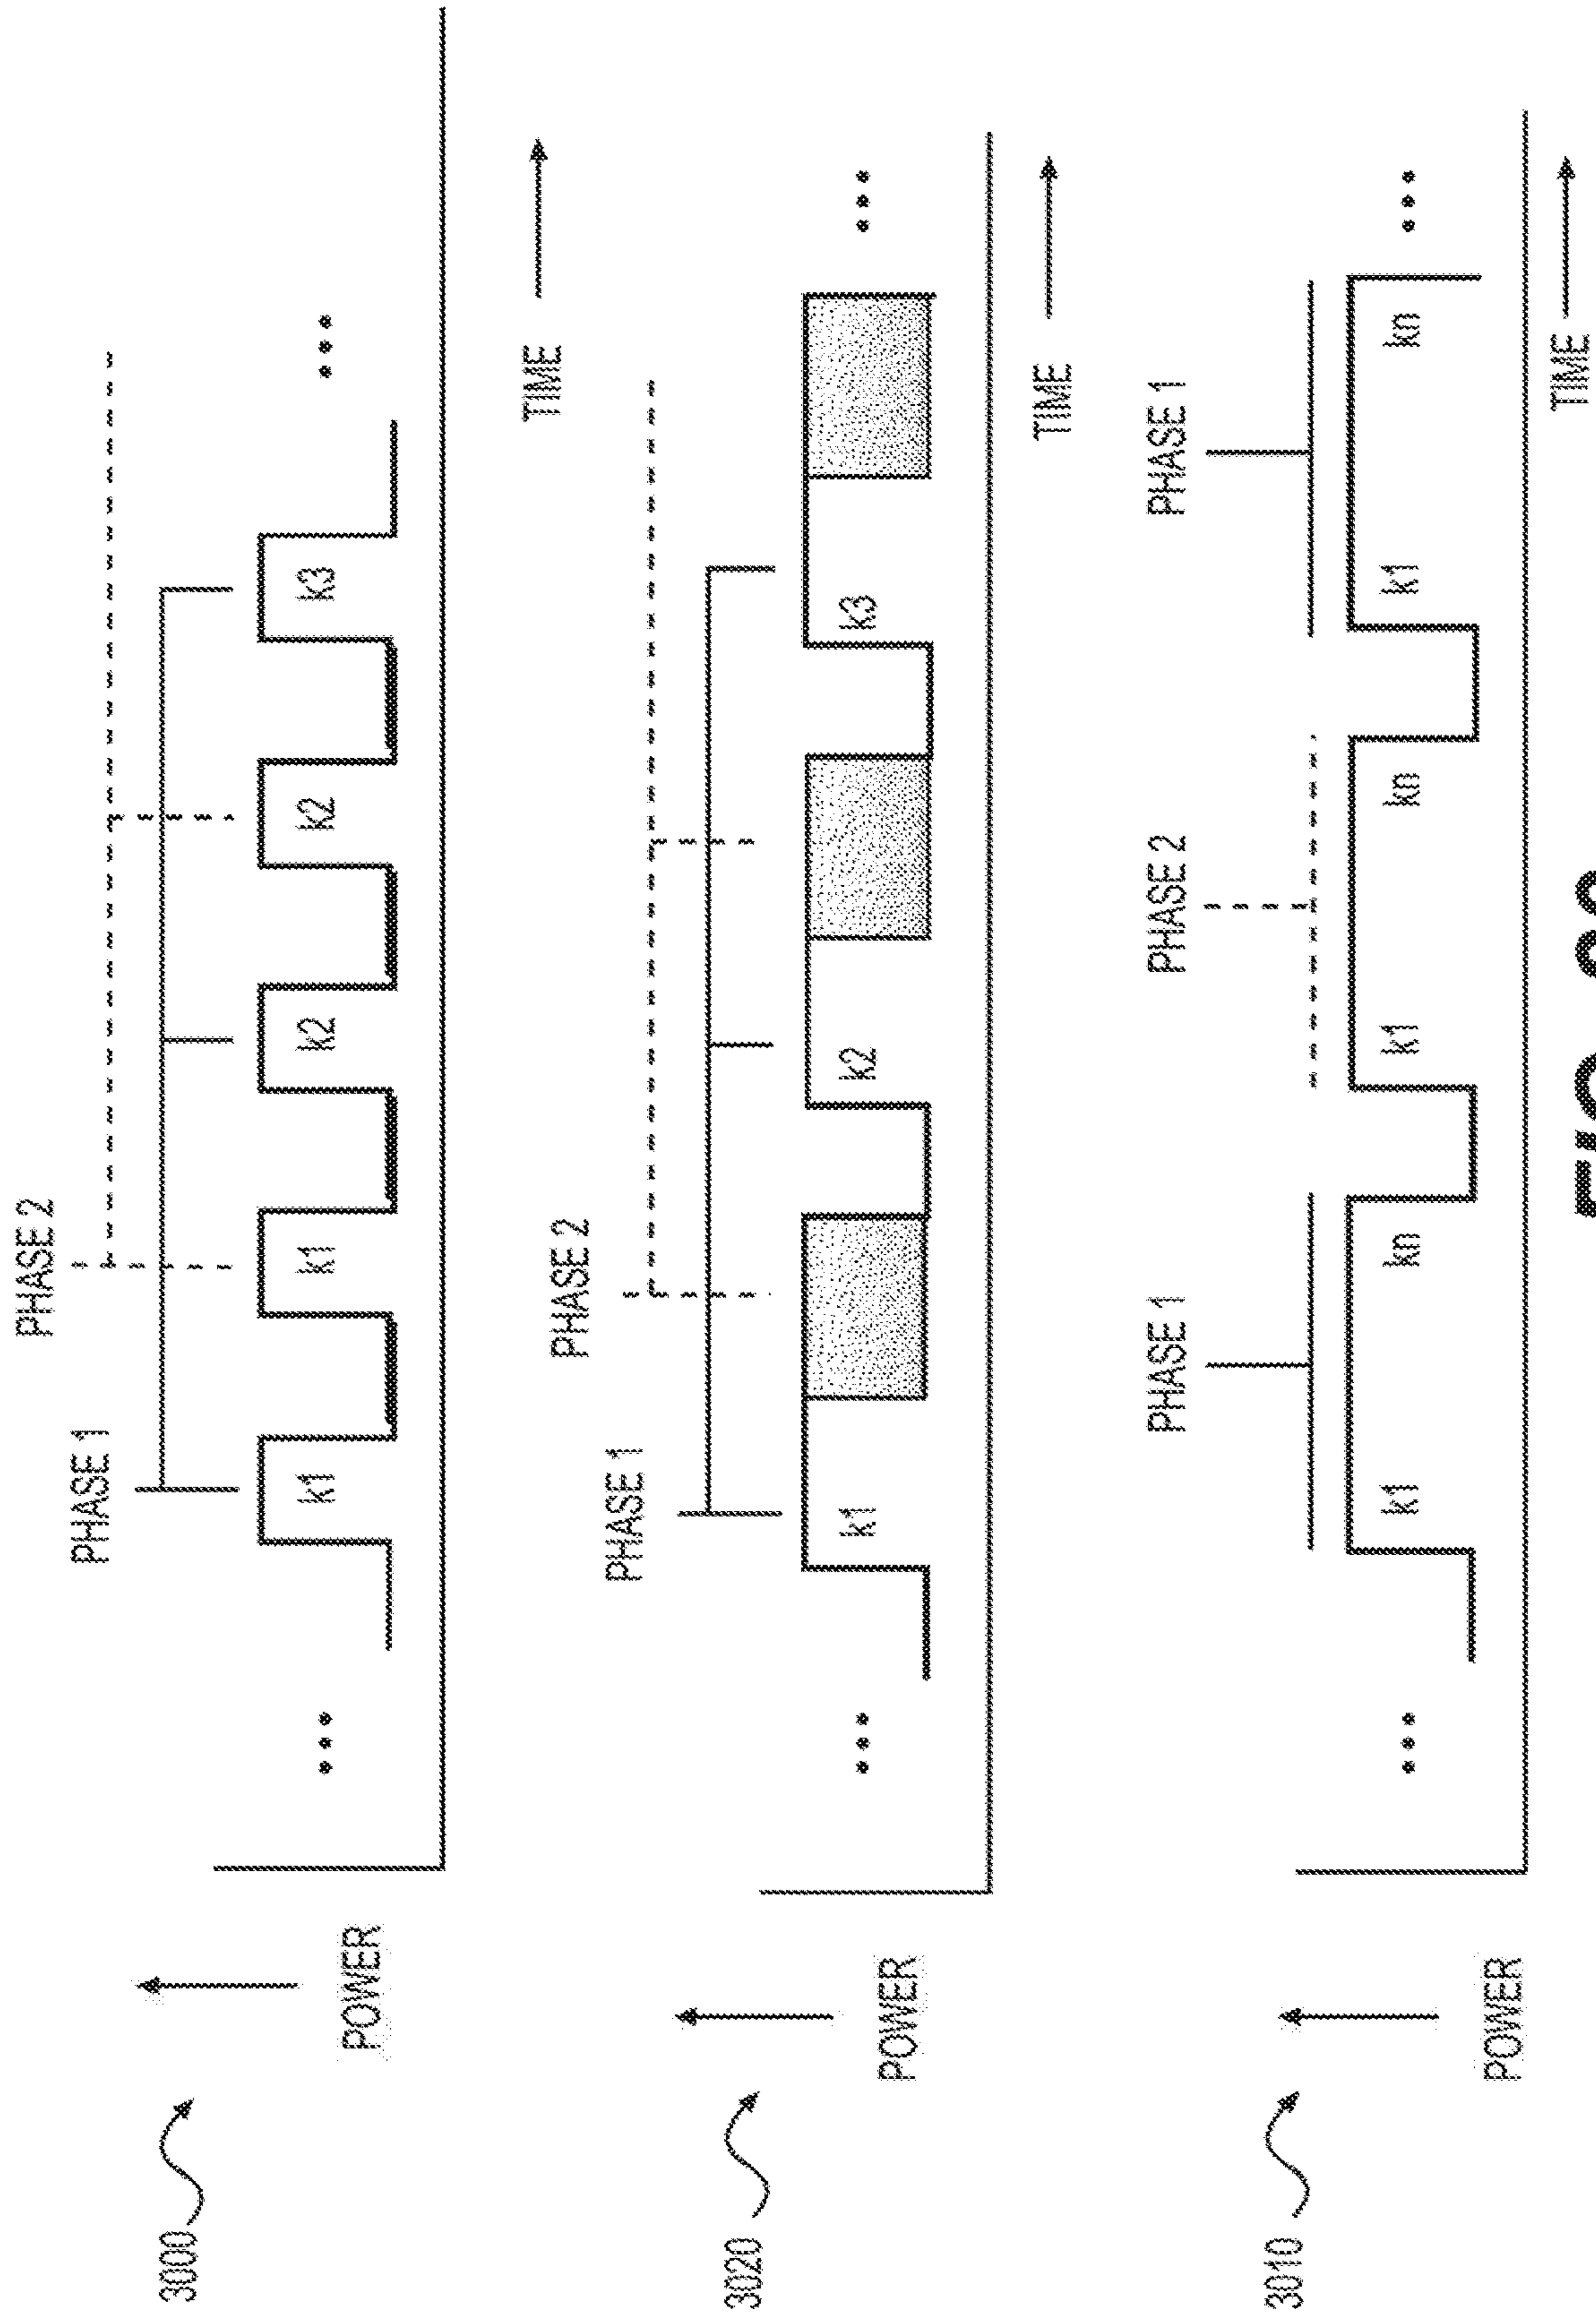 3000
POWER
PHASE 1
PHASE 2
k1
k1
k2
k2
k3
...
...
TIME
3020
POWER
PHASE 1
PHASE 2
k1
k2
k3
...
...
TIME
3010
POWER
PHASE 1
PHASE 2
PHASE 1
k1
kn
k1
kn
k1
kn
...
...
TIME